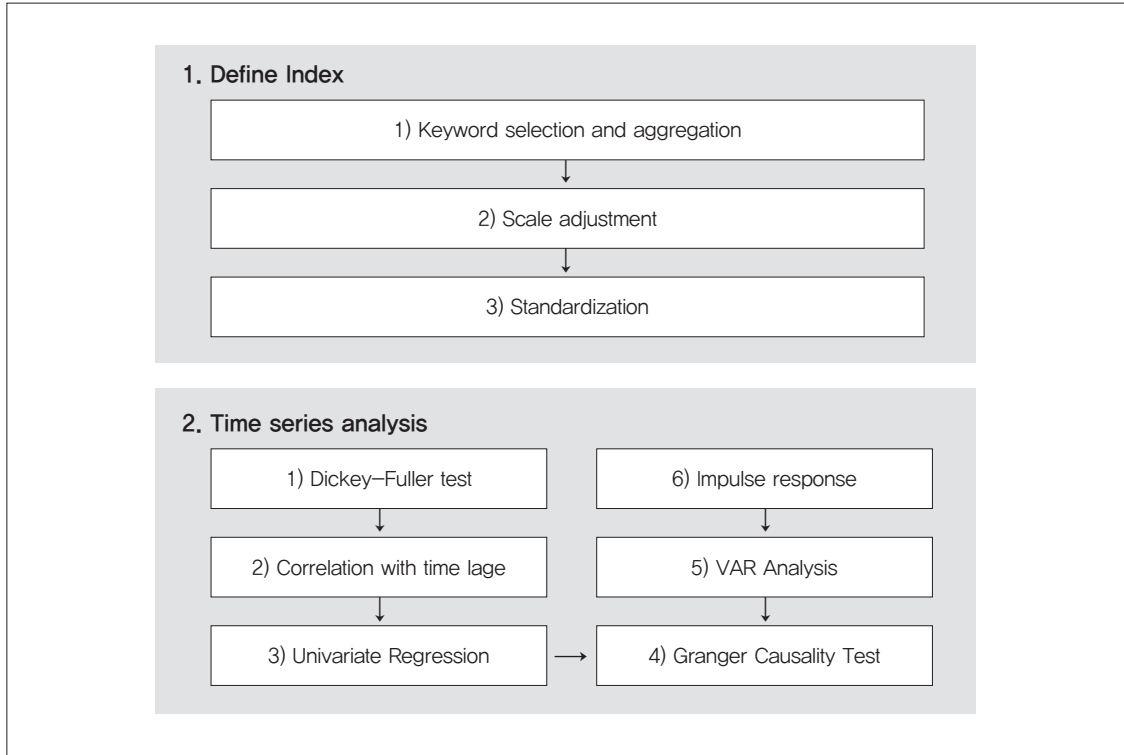 1. Define Index
1) Keyword selection and aggregation
2) Scale adjustment
3) Standardization
2. Time series analysis
1) Dickey-Fuller test
2) Correlation with time lage
3) Univariate Regression
6) Impulse response
5) VAR Analysis
4) Granger Causality Test